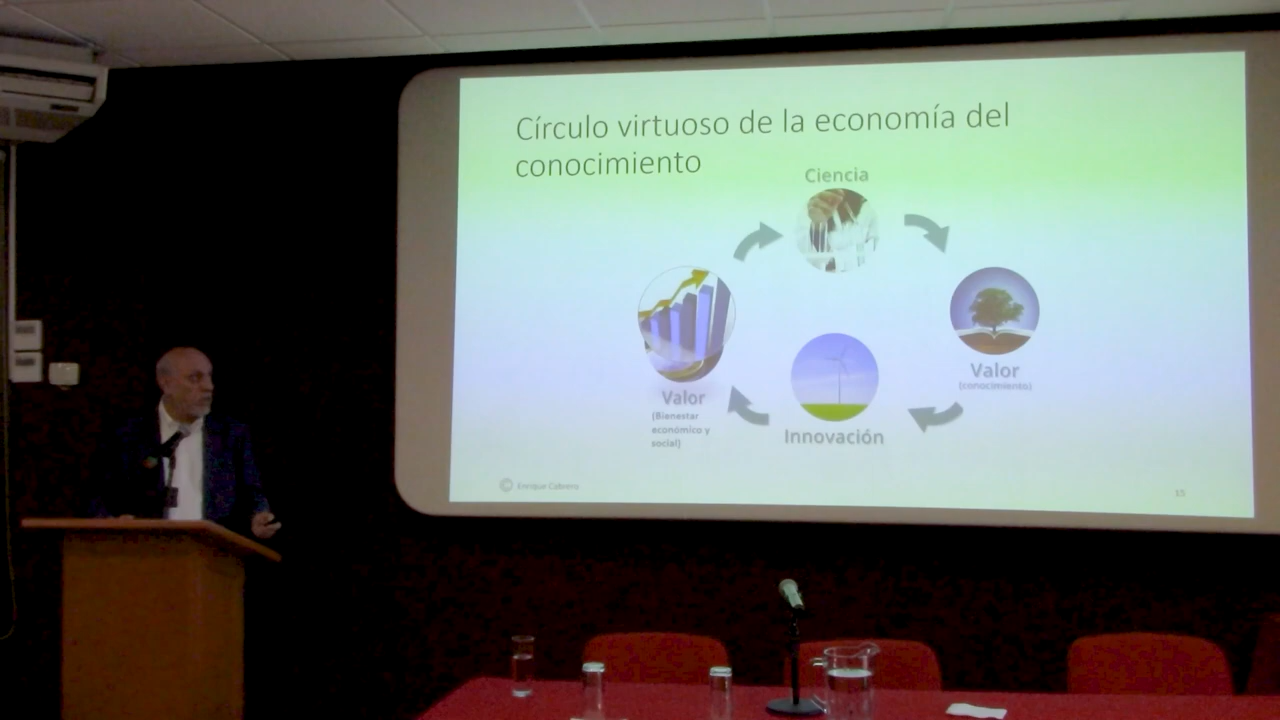 Círculo virtuoso de la economía del
conocimiento
Ciencia
Valor
(conocimiento)
Innovación
Valor
(Bienestar
económico y
social)
© Enrique Cabrero
15